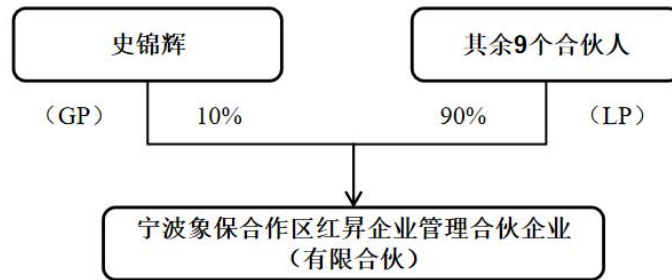 史锦辉
其余9个合伙人
（GP） 10% 90% （LP）
宁波象保合作区红昇企业管理合伙企业
（有限合伙）